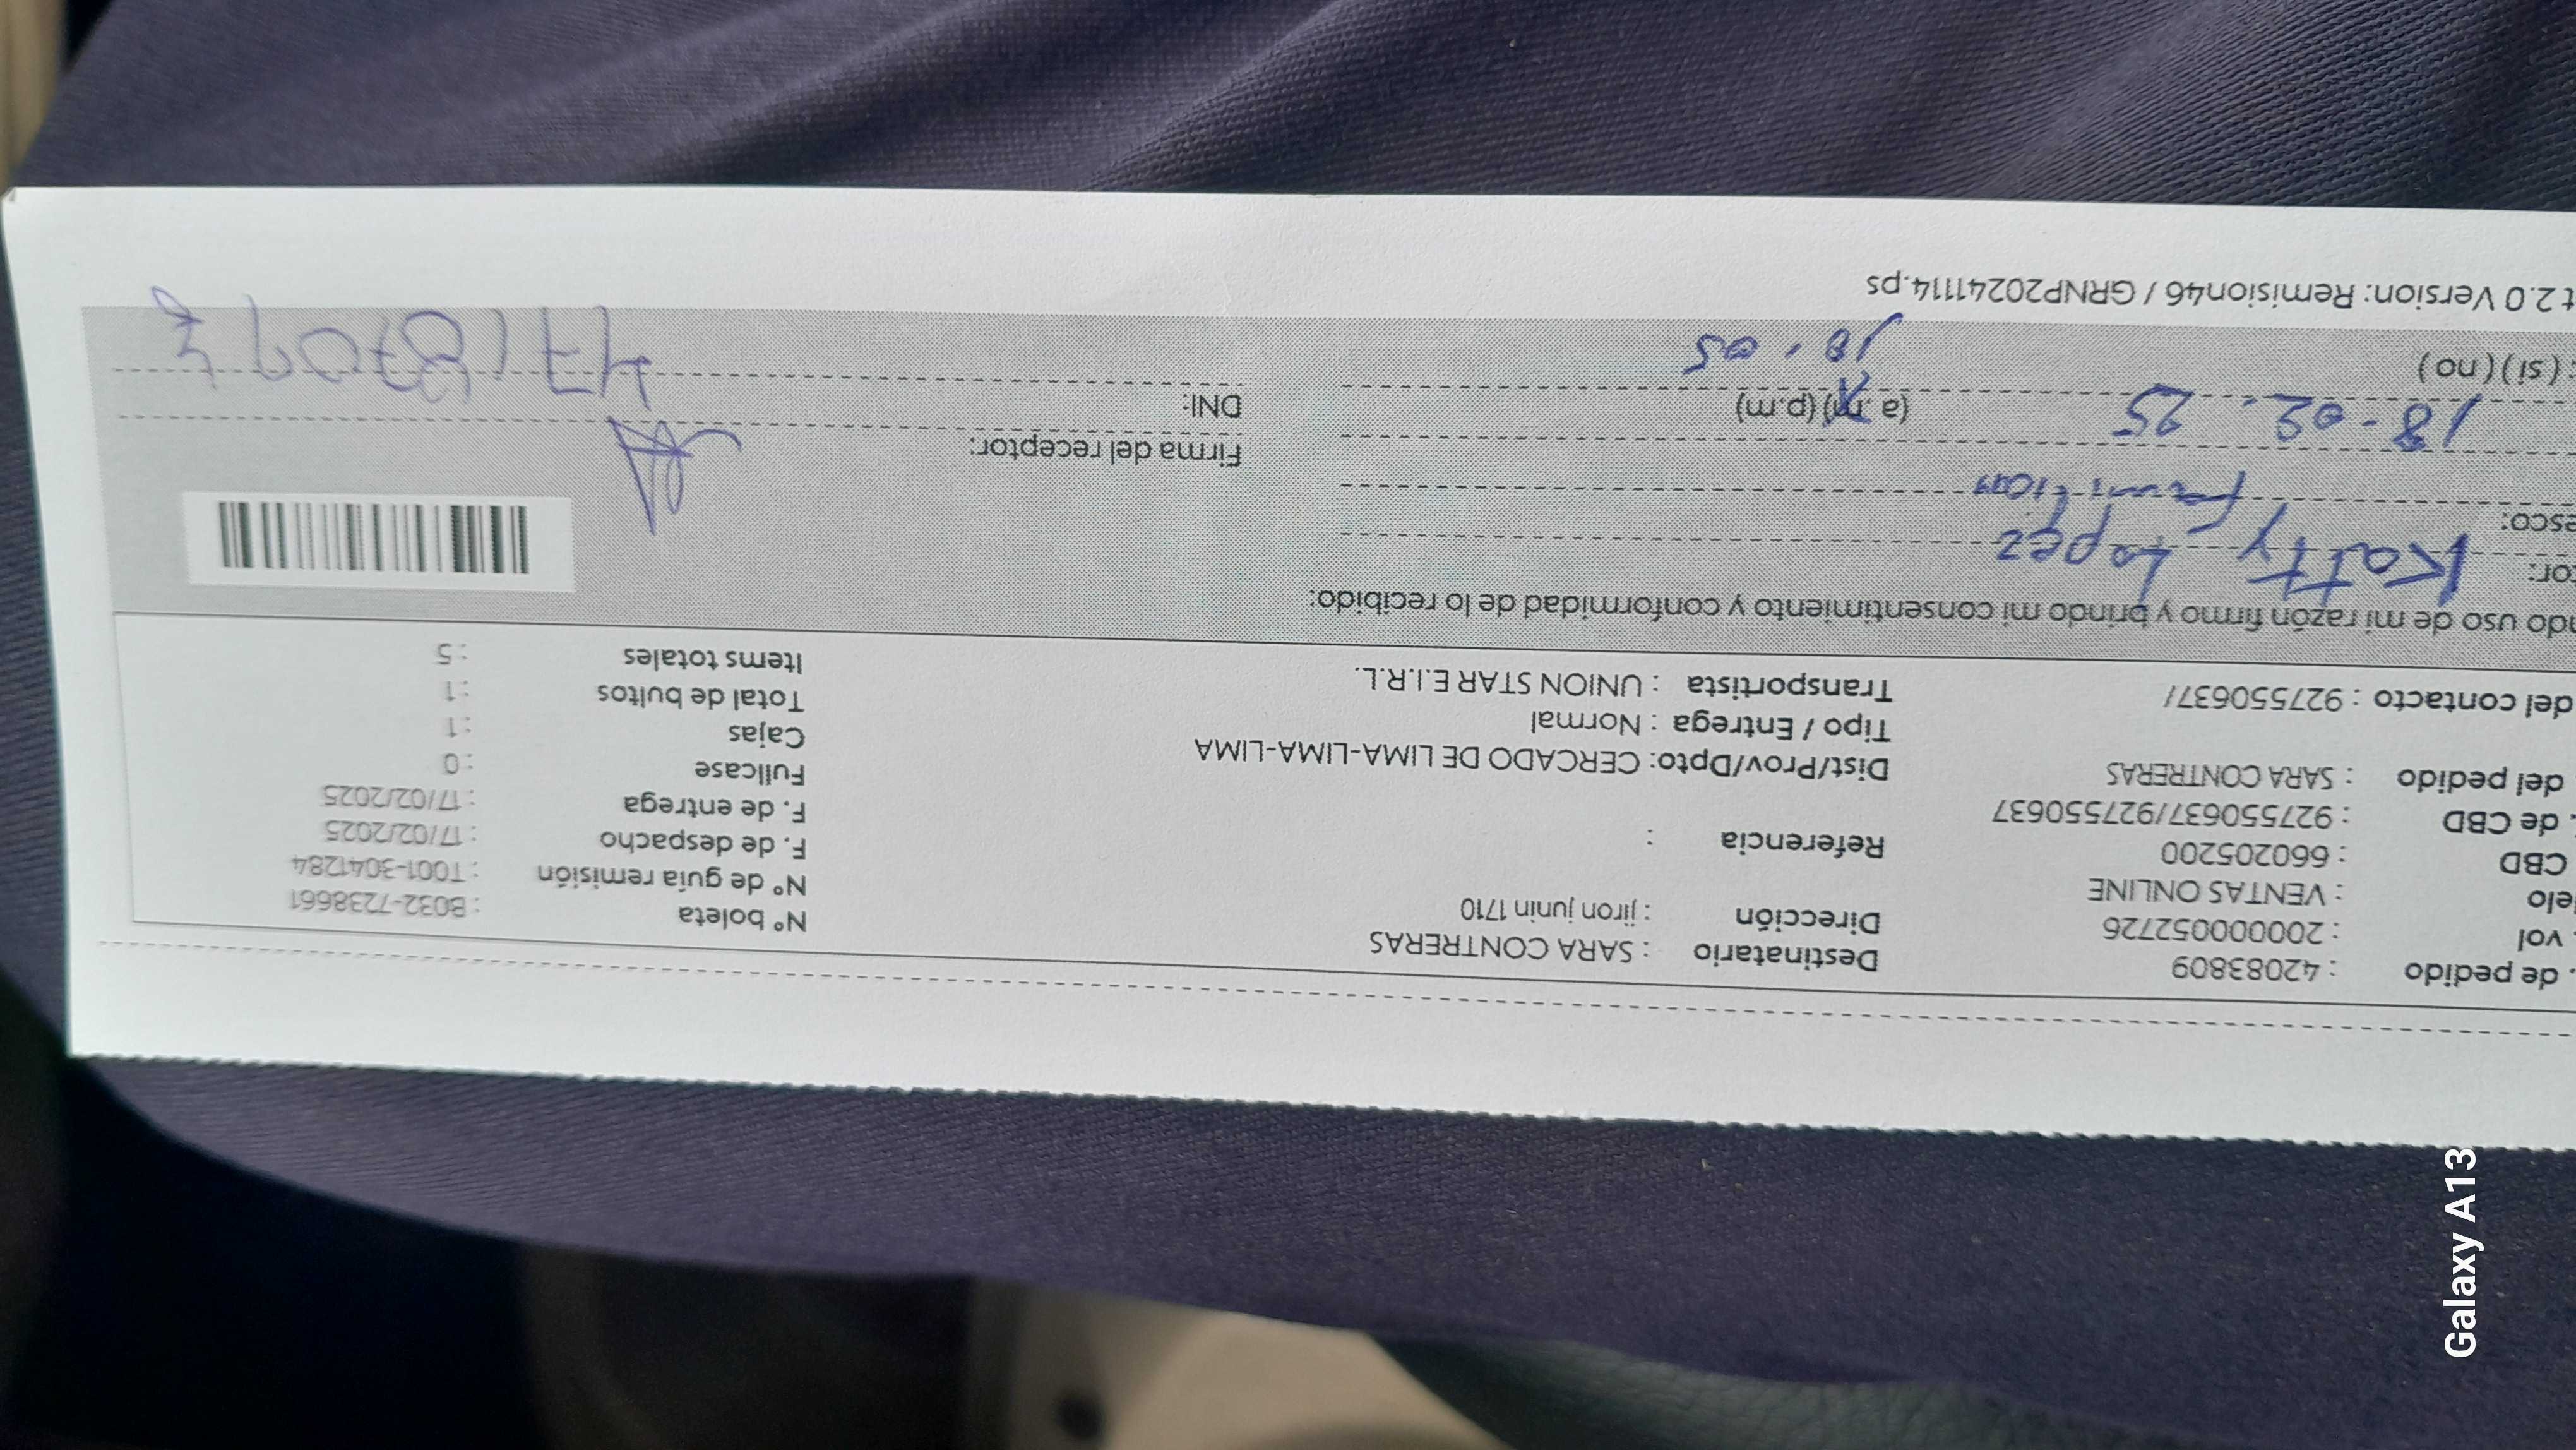 . de pedido : 42083809 Destinatario : SARA CONTRERAS Nº boleta : B032-7238661
. vol : 20000052726 Dirección : jiron junin 1710 Nº de guía remisión : T001-3041284
elo : VENTAS ONLINE F. de despacho : 17/02/2025
CBD : 660205200 Referencia : F. de entrega : 17/02/2025
. de CBD : 927550637/927550637 Fullcase : 0
del pedido : SARA CONTRERAS Dist/Prov/Dpto: CERCADO DE LIMA-LIMA-LIMA Cajas : 1
Tipo / Entrega : Normal Total de bultos : 1
del contacto : 927550637/ Transportista : UNION STAR E.I.R.L. Items totales : 5
ndo uso de mi razón firmo y brindo mi consentimiento y conformidad de lo recibido:
tor: Katty Lopez
esco: familiar
Firma del receptor:
18-02-25 (a.m) (p.m) DNI: 
: (si) (no) 10.05
t 2.0 Version: Remision46 / GRNP20241114.ps
Galaxy A13